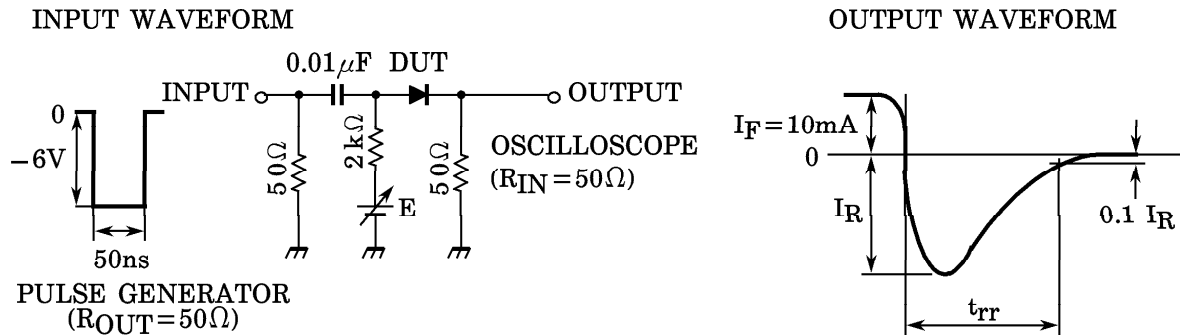 INPUT WAVEFORM
OUTPUT WAVEFORM
0.01μF DUT
INPUT
OUTPUT
0
−6V
50ns
PULSE GENERATOR
(ROUT=50Ω)
50Ω
2kΩ
E
50Ω
OSCILLOSCOPE
(RIN=50Ω)
IF=10mA
0
IR
0.1 IR
trr